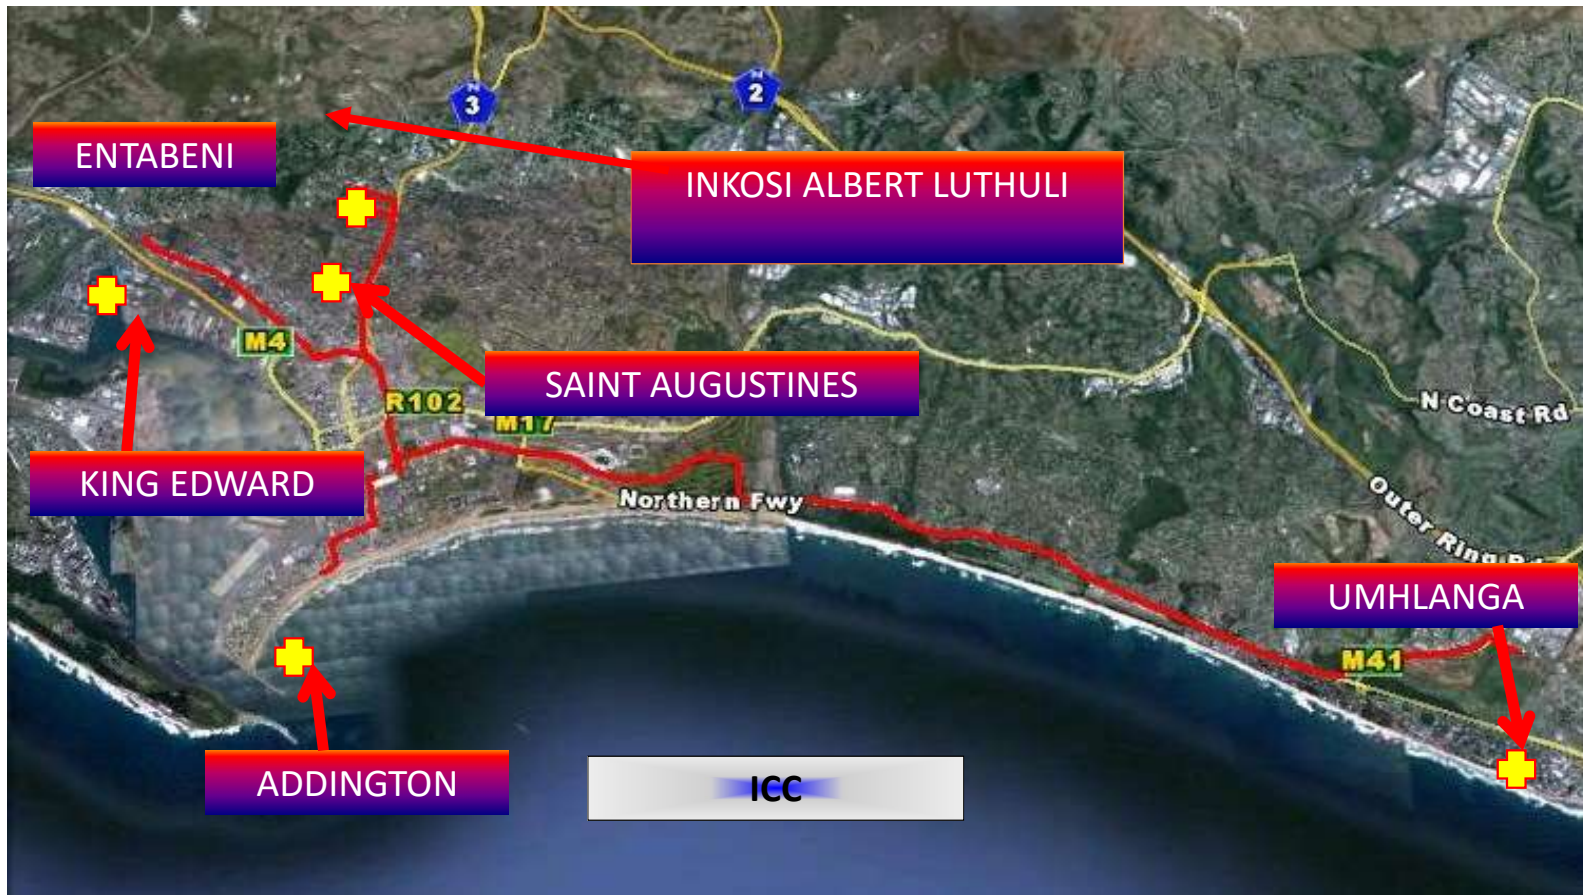 N
3
N
2
ENTABENI
INKOSI ALBERT LUTHULI
M4
SAINT AUGUSTINES
R102
M17
N Coast Rd
KING EDWARD
Northern Fwy
Outer Ring Rd
UMHLANGA
M41
ADDINGTON
ICC